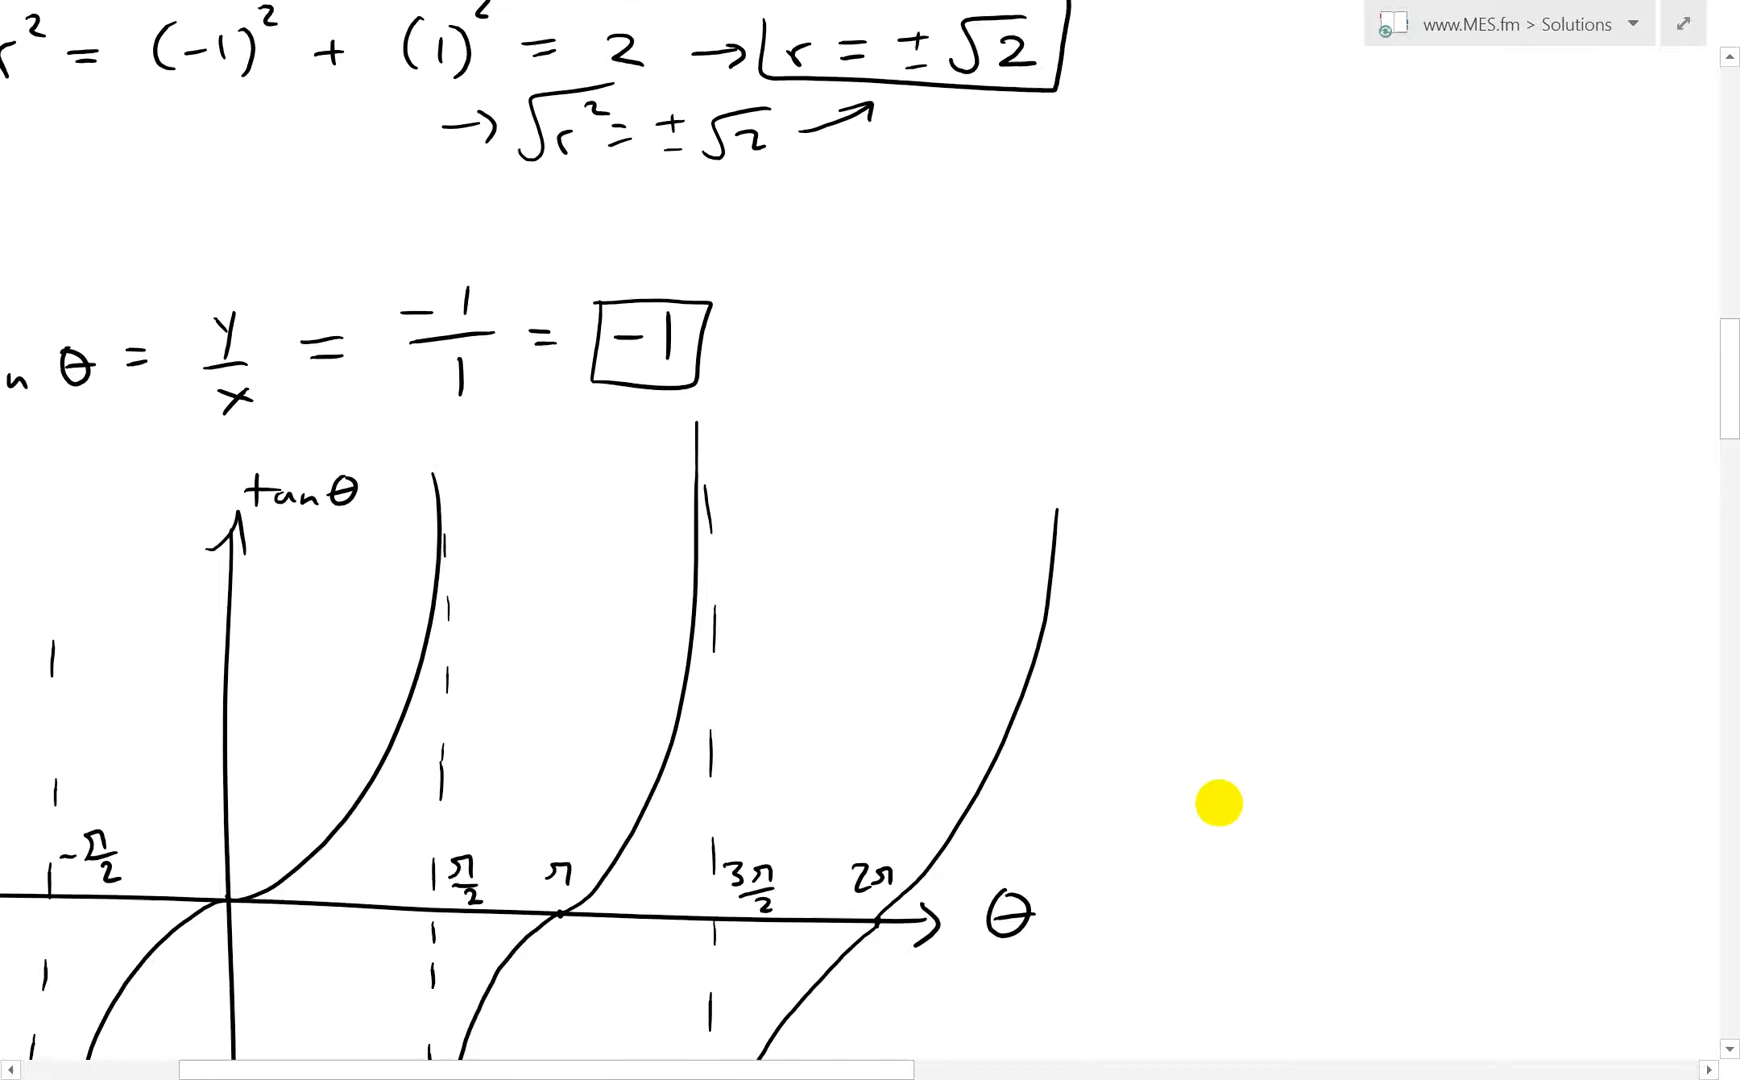 www.MES.fm > Solutions
r² = (-1)² + (1)² = 2 → r = ± √2
→ √r² = ± √2
n θ = y/x = -1/1 = -1
tan θ
-π/2 π/2 π 3π/2 2π
θ